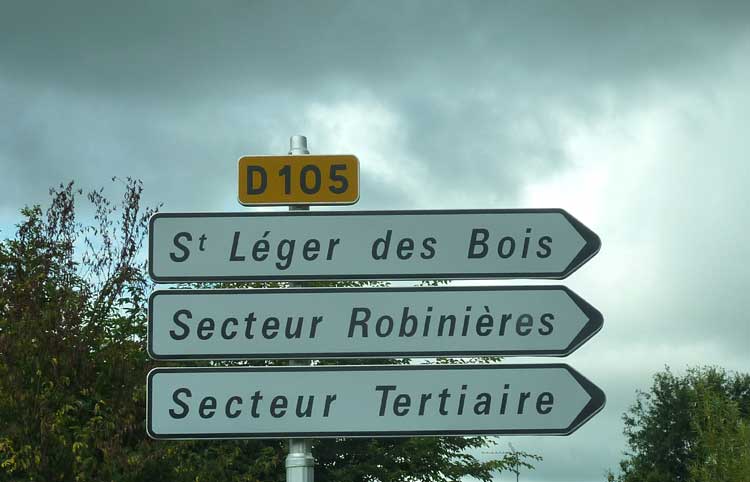 D105
St Léger des Bois
Secteur Robinières
Secteur Tertiaire